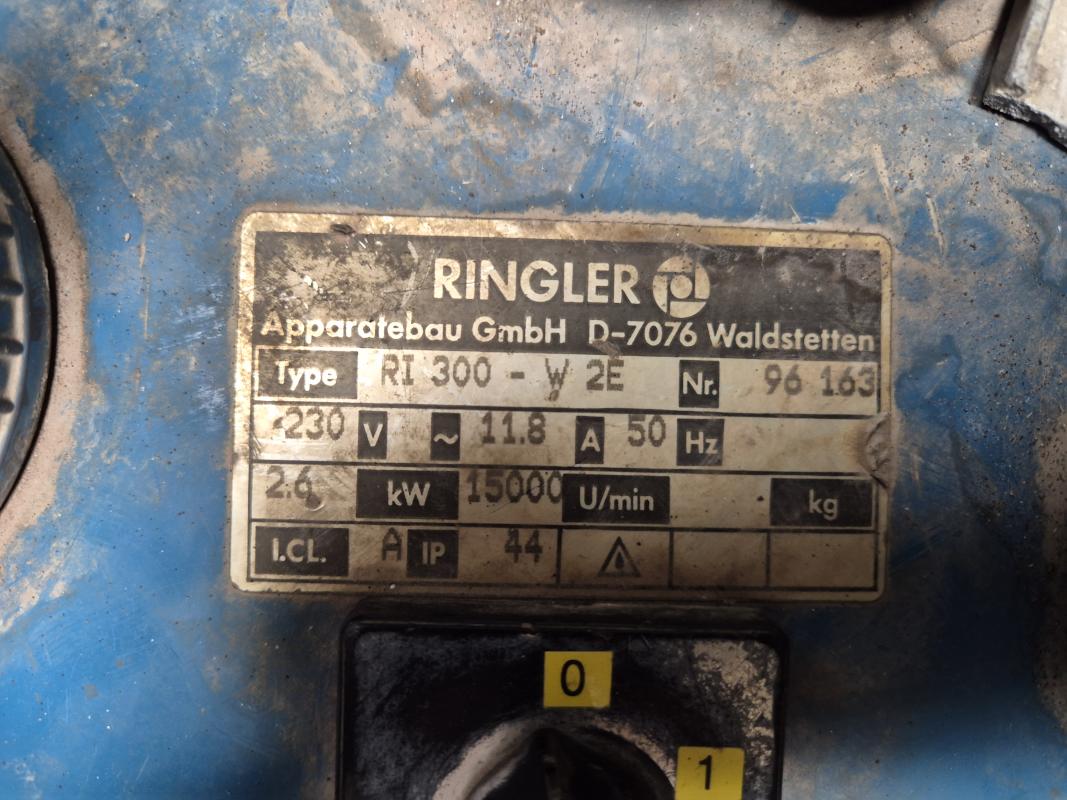 RINGLER
Apparatebau GmbH D-7076 Waldstetten
Type RI 300 - W 2E Nr. 96 163
230 V ~ 11.8 A 50 Hz
2.6 kW 15000 U/min kg
I.CL. A IP 44
0
1